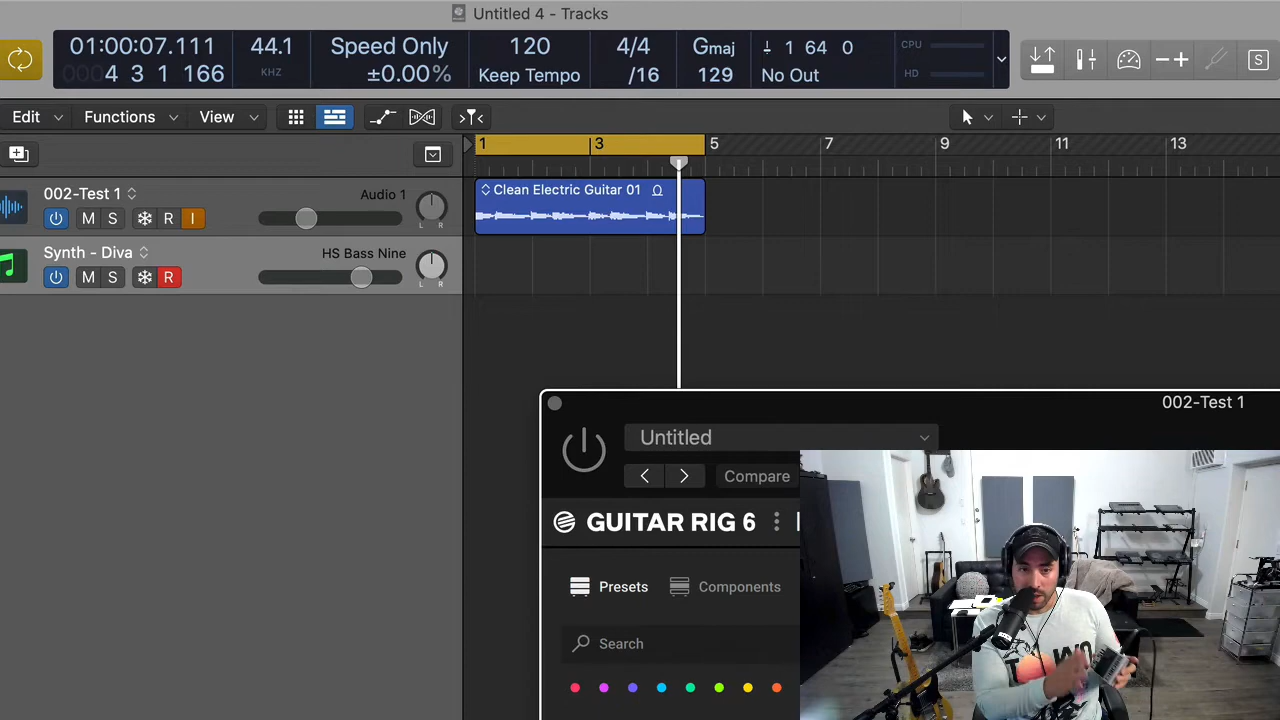 Untitled 4 - Tracks
01:00:07.111
0004 3 1 166
44.1
KHZ
Speed Only
±0.00%
120
Keep Tempo
4/4
/16
Gmaj
129
1 64 0
No Out
CPU
HD
S
Edit
Functions
View
1
3
5
7
9
11
13
002-Test 1
Audio 1
M S R I
L R
Clean Electric Guitar 01
Synth - Diva
HS Bass Nine
M S R
L R
002-Test 1
Untitled
Compare
GUITAR RIG 6
Presets
Components
Search